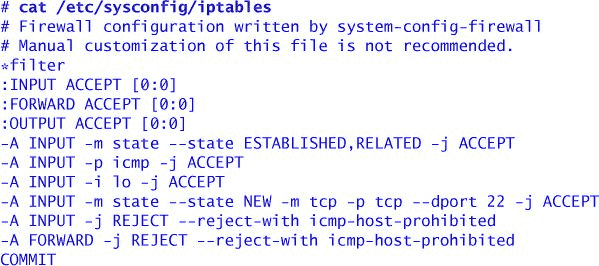 # cat /etc/sysconfig/iptables
# Firewall configuration written by system-config-firewall
# Manual customization of this file is not recommended.
*filter
:INPUT ACCEPT [0:0]
:FORWARD ACCEPT [0:0]
:OUTPUT ACCEPT [0:0]
-A INPUT -m state --state ESTABLISHED,RELATED -j ACCEPT
-A INPUT -p icmp -j ACCEPT
-A INPUT -i lo -j ACCEPT
-A INPUT -m state --state NEW -m tcp -p tcp --dport 22 -j ACCEPT
-A INPUT -j REJECT --reject-with icmp-host-prohibited
-A FORWARD -j REJECT --reject-with icmp-host-prohibited
COMMIT